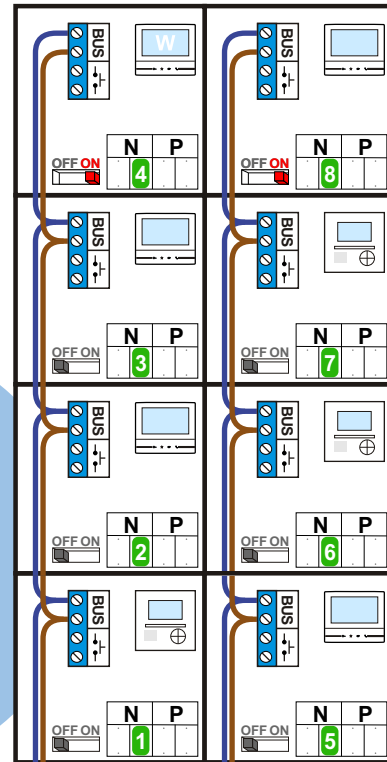 BUS
W
N P
OFF ON
4
BUS
N P
OFF ON
8
BUS
N P
OFF ON
3
BUS
N P
OFF ON
7
BUS
N P
OFF ON
2
BUS
N P
OFF ON
6
BUS
N P
OFF ON
1
BUS
N P
OFF ON
5